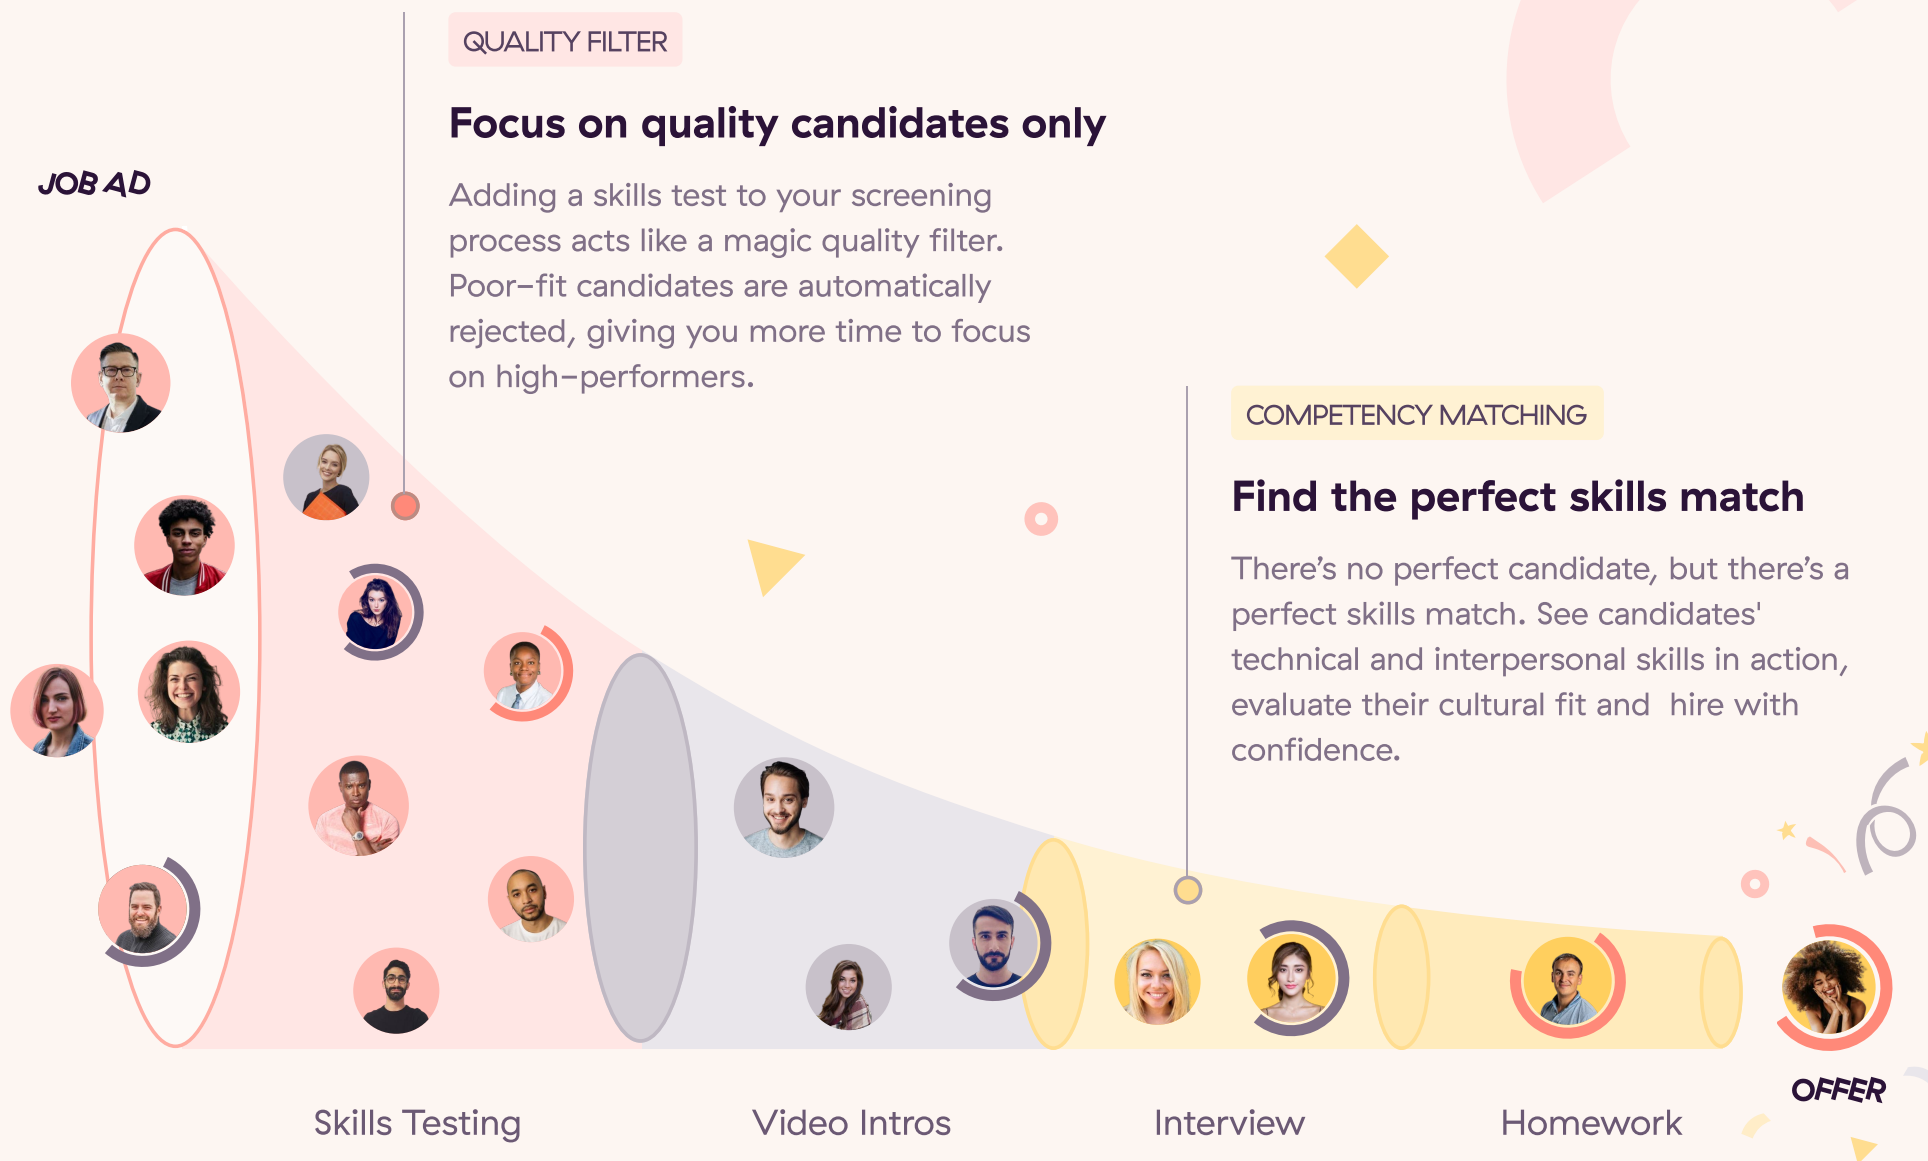 QUALITY FILTER
Focus on quality candidates only
Adding a skills test to your screening
process acts like a magic quality filter.
Poor–fit candidates are automatically
rejected, giving you more time to focus
on high–performers.
JOB AD
COMPETENCY MATCHING
Find the perfect skills match
There’s no perfect candidate, but there’s a
perfect skills match. See candidates'
technical and interpersonal skills in action,
evaluate their cultural fit and  hire with
confidence.
OFFER
Skills Testing
Video Intros
Interview
Homework